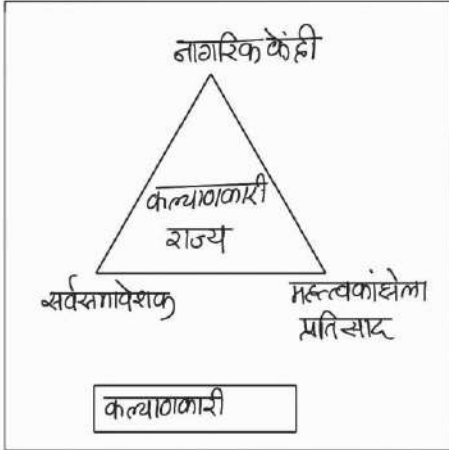 नागरिक केंद्री
कल्याणकारी
राज्य
सर्वसमावेशक
महत्त्वकांक्षेला
प्रतिसाद
कल्याणकारी